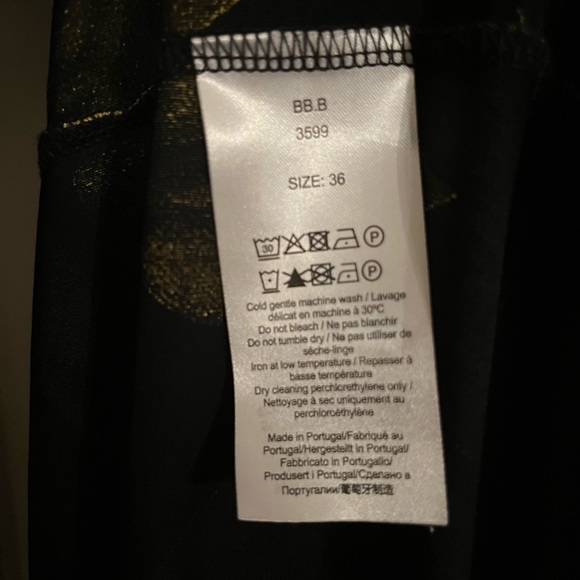 BB.B
3599
SIZE: 36
30
P
P
Cold gentle machine wash / Lavage
délicat en machine à 30ºC
Do not bleach / Ne pas blanchir
Do not tumble dry / Ne pas utiliser de
sèche-linge
Iron at low temperature / Repasser à
basse température
Dry cleaning perchlorethylene only /
Nettoyage à sec uniquement au
perchloroéthylène
Made in Portugal/Fabriqué au
Portugal/Hergestellt in Portugal/
Fabbricato in Portugallo/
Produsert i Portugal/Сделано в
Португалии/葡萄牙制造